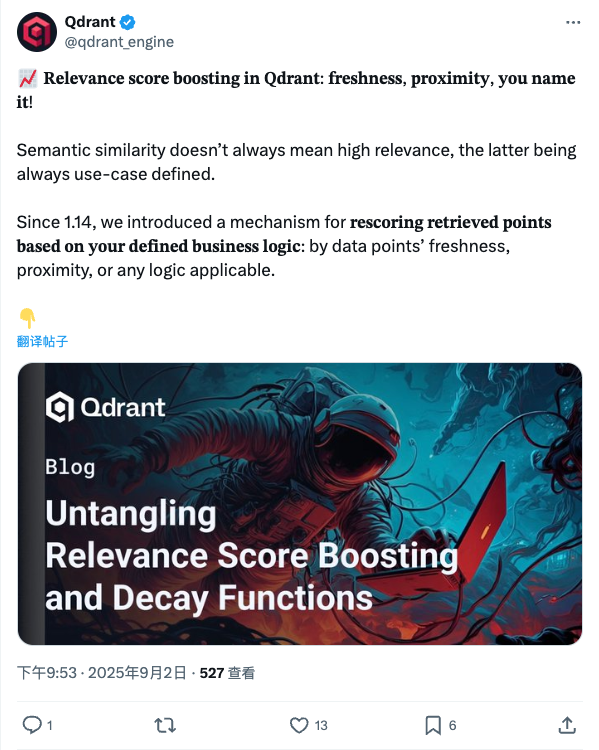 Qdrant
@qdrant_engine
📈 Relevance score boosting in Qdrant: freshness, proximity, you name
it!
Semantic similarity doesn’t always mean high relevance, the latter being
always use-case defined.
Since 1.14, we introduced a mechanism for rescoring retrieved points
based on your defined business logic: by data points’ freshness,
proximity, or any logic applicable.
👇
翻译帖子
Qdrant
Blog
Untangling
Relevance Score Boosting
and Decay Functions
下午9:53 · 2025年9月2日 · 527 查看
1 13 6